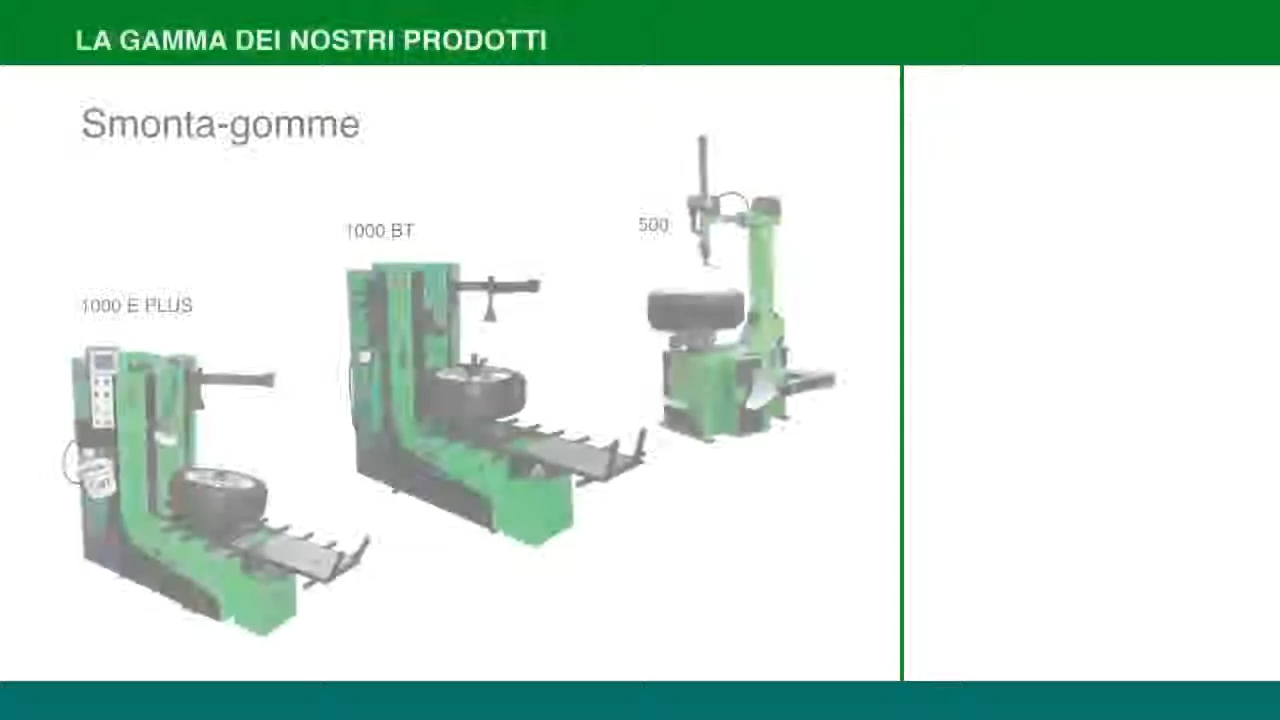 LA GAMMA DEI NOSTRI PRODOTTI
Smonta-gomme
500
1000 BT
1000 E PLUS